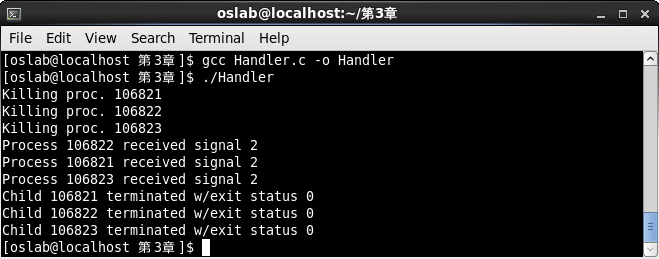 oslab@localhost:~/第3章
File Edit View Search Terminal Help
[oslab@localhost 第3章]$ gcc Handler.c -o Handler
[oslab@localhost 第3章]$ ./Handler
Killing proc. 106821
Killing proc. 106822
Killing proc. 106823
Process 106822 received signal 2
Process 106821 received signal 2
Process 106823 received signal 2
Child 106821 terminated w/exit status 0
Child 106822 terminated w/exit status 0
Child 106823 terminated w/exit status 0
[oslab@localhost 第3章]$